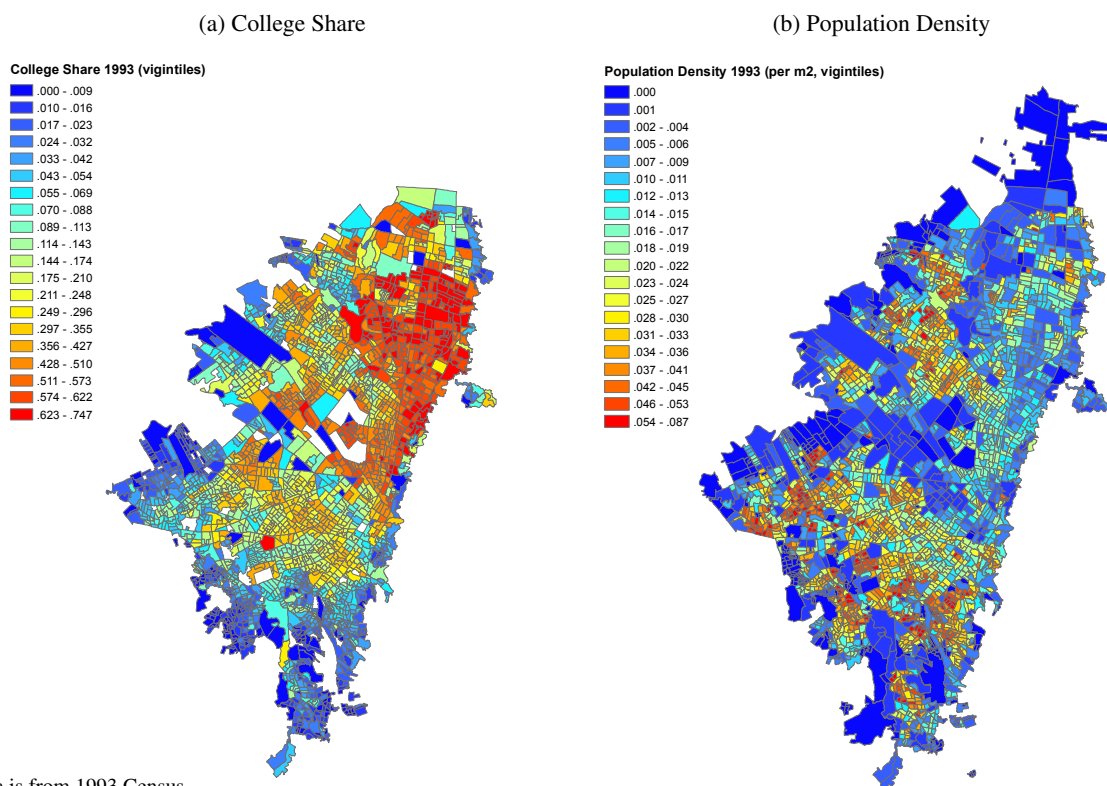 (a) College Share
College Share 1993 (vigintiles)
.000 - .009
.010 - .016
.017 - .023
.024 - .032
.033 - .042
.043 - .054
.055 - .069
.070 - .088
.089 - .113
.114 - .143
.144 - .174
.175 - .210
.211 - .248
.249 - .296
.297 - .355
.356 - .427
.428 - .510
.511 - .573
.574 - .622
.623 - .747
(b) Population Density
Population Density 1993 (per m2, vigintiles)
.000
.001
.002 - .004
.005 - .006
.007 - .009
.010 - .011
.012 - .013
.014 - .015
.016 - .017
.018 - .019
.020 - .022
.023 - .024
.025 - .027
.028 - .030
.031 - .033
.034 - .036
.037 - .041
.042 - .045
.046 - .053
.054 - .087
is from 1993 Census